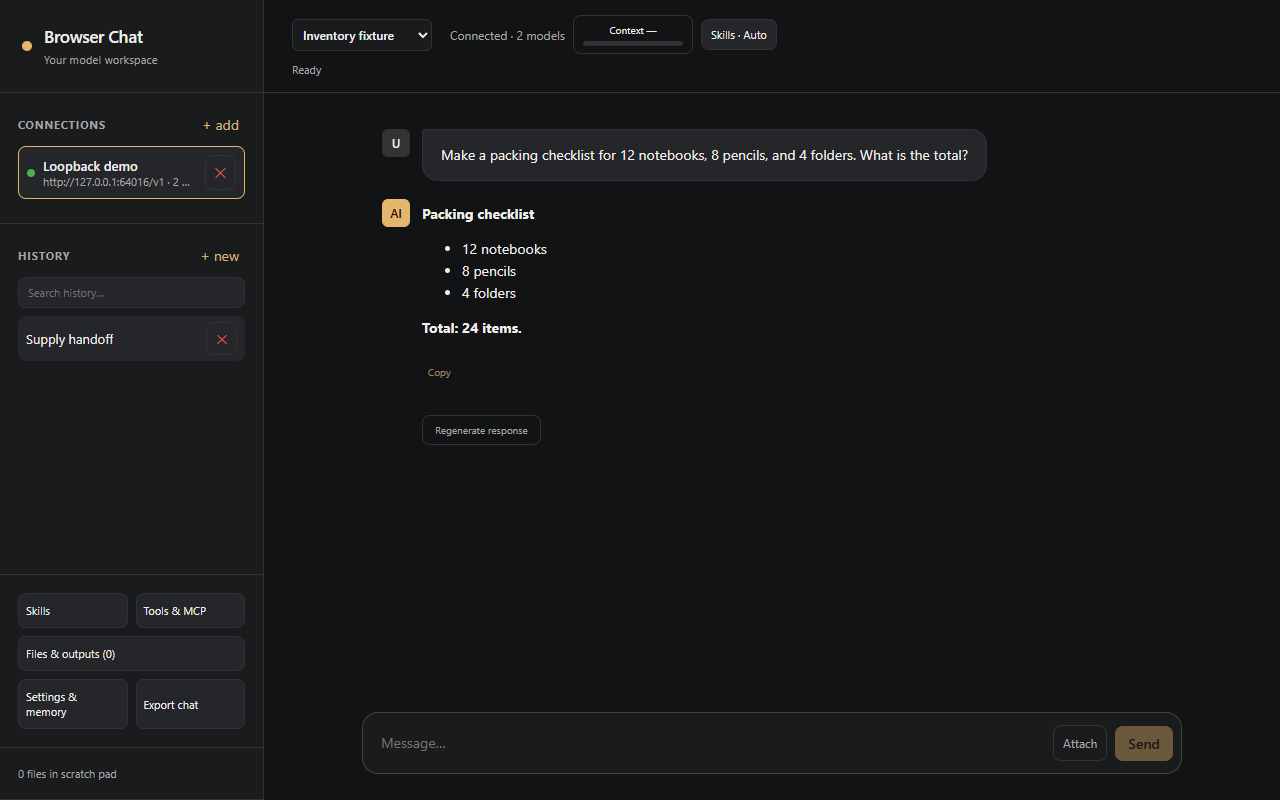 Browser Chat
Your model workspace
CONNECTIONS
+ add
Loopback demo
http://127.0.0.1:64016/v1 · 2 ...
HISTORY
+ new
Search history...
Supply handoff
Skills
Tools & MCP
Files & outputs (0)
Settings &
memory
Export chat
0 files in scratch pad
Inventory fixture
Connected · 2 models
Context —
Skills · Auto
Ready
U
Make a packing checklist for 12 notebooks, 8 pencils, and 4 folders. What is the total?
AI
Packing checklist
• 12 notebooks
• 8 pencils
• 4 folders
Total: 24 items.
Copy
Regenerate response
Message...
Attach
Send